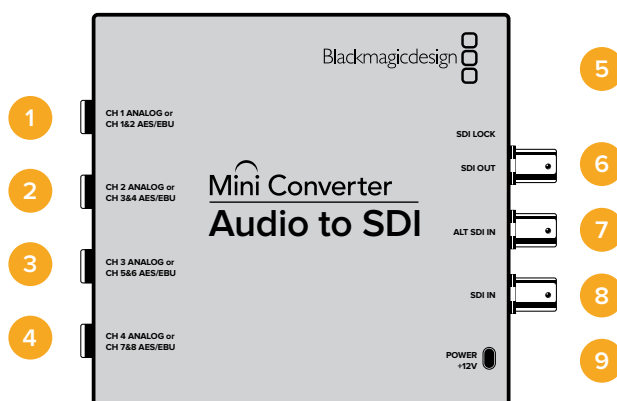 Blackmagicdesign
5
1
CH 1 ANALOG or
CH 1&2 AES/EBU
SDI LOCK
SDI OUT
6
2
CH 2 ANALOG or
CH 3&4 AES/EBU
Mini Converter
Audio to SDI
ALT SDI IN
7
3
CH 3 ANALOG or
CH 5&6 AES/EBU
SDI IN
8
4
CH 4 ANALOG or
CH 7&8 AES/EBU
POWER
+12V
9